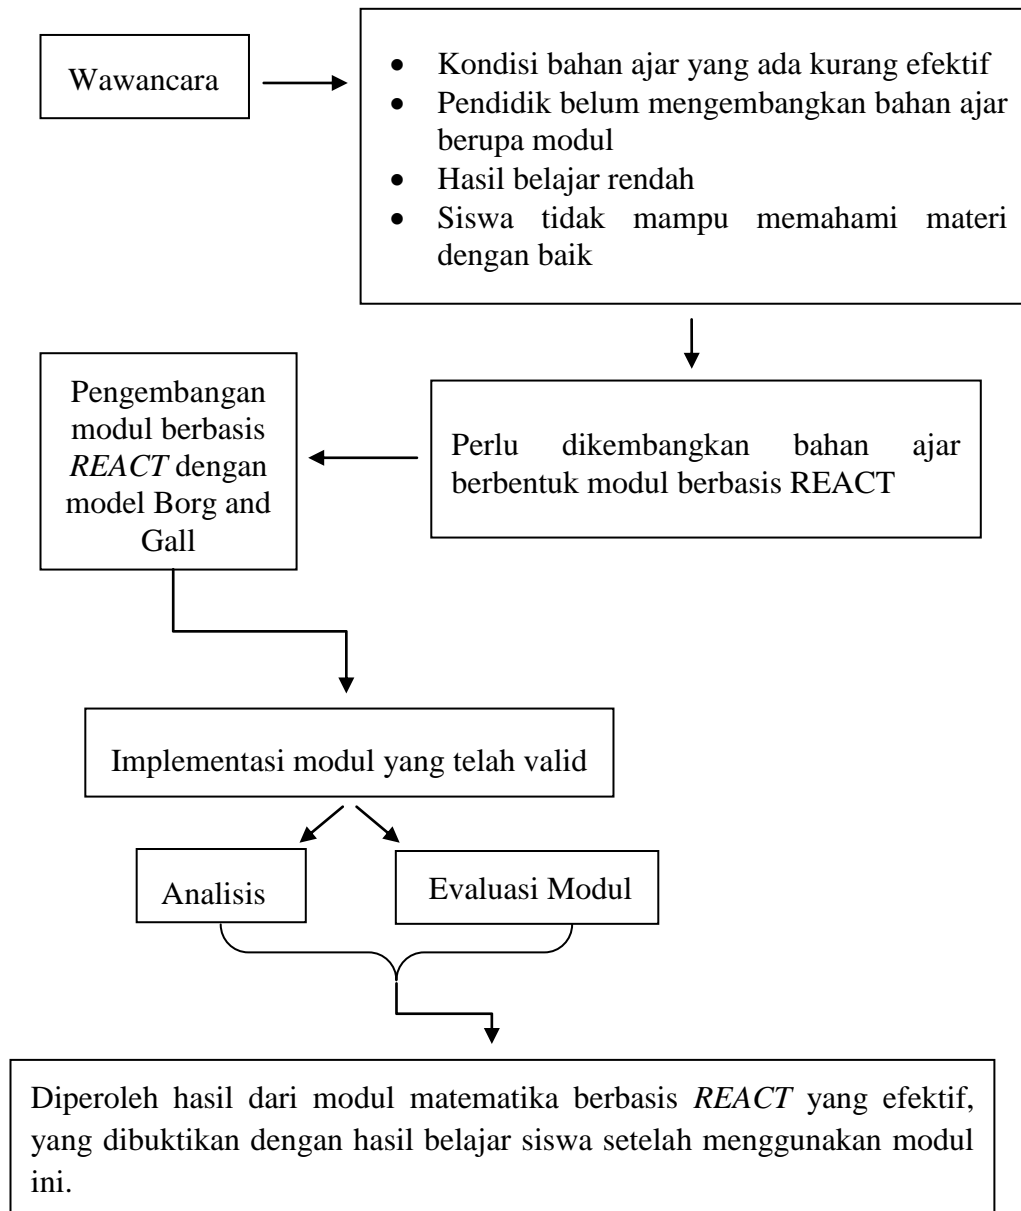 Wawancara
• Kondisi bahan ajar yang ada kurang efektif
• Pendidik belum mengembangkan bahan ajar
berupa modul
• Hasil belajar rendah
• Siswa tidak mampu memahami materi
dengan baik
Perlu dikembangkan bahan ajar
berbentuk modul berbasis REACT
Pengembangan
modul berbasis
REACT dengan
model Borg and
Gall
Implementasi modul yang telah valid
Analisis
Evaluasi Modul
Diperoleh hasil dari modul matematika berbasis REACT yang efektif,
yang dibuktikan dengan hasil belajar siswa setelah menggunakan modul
ini.